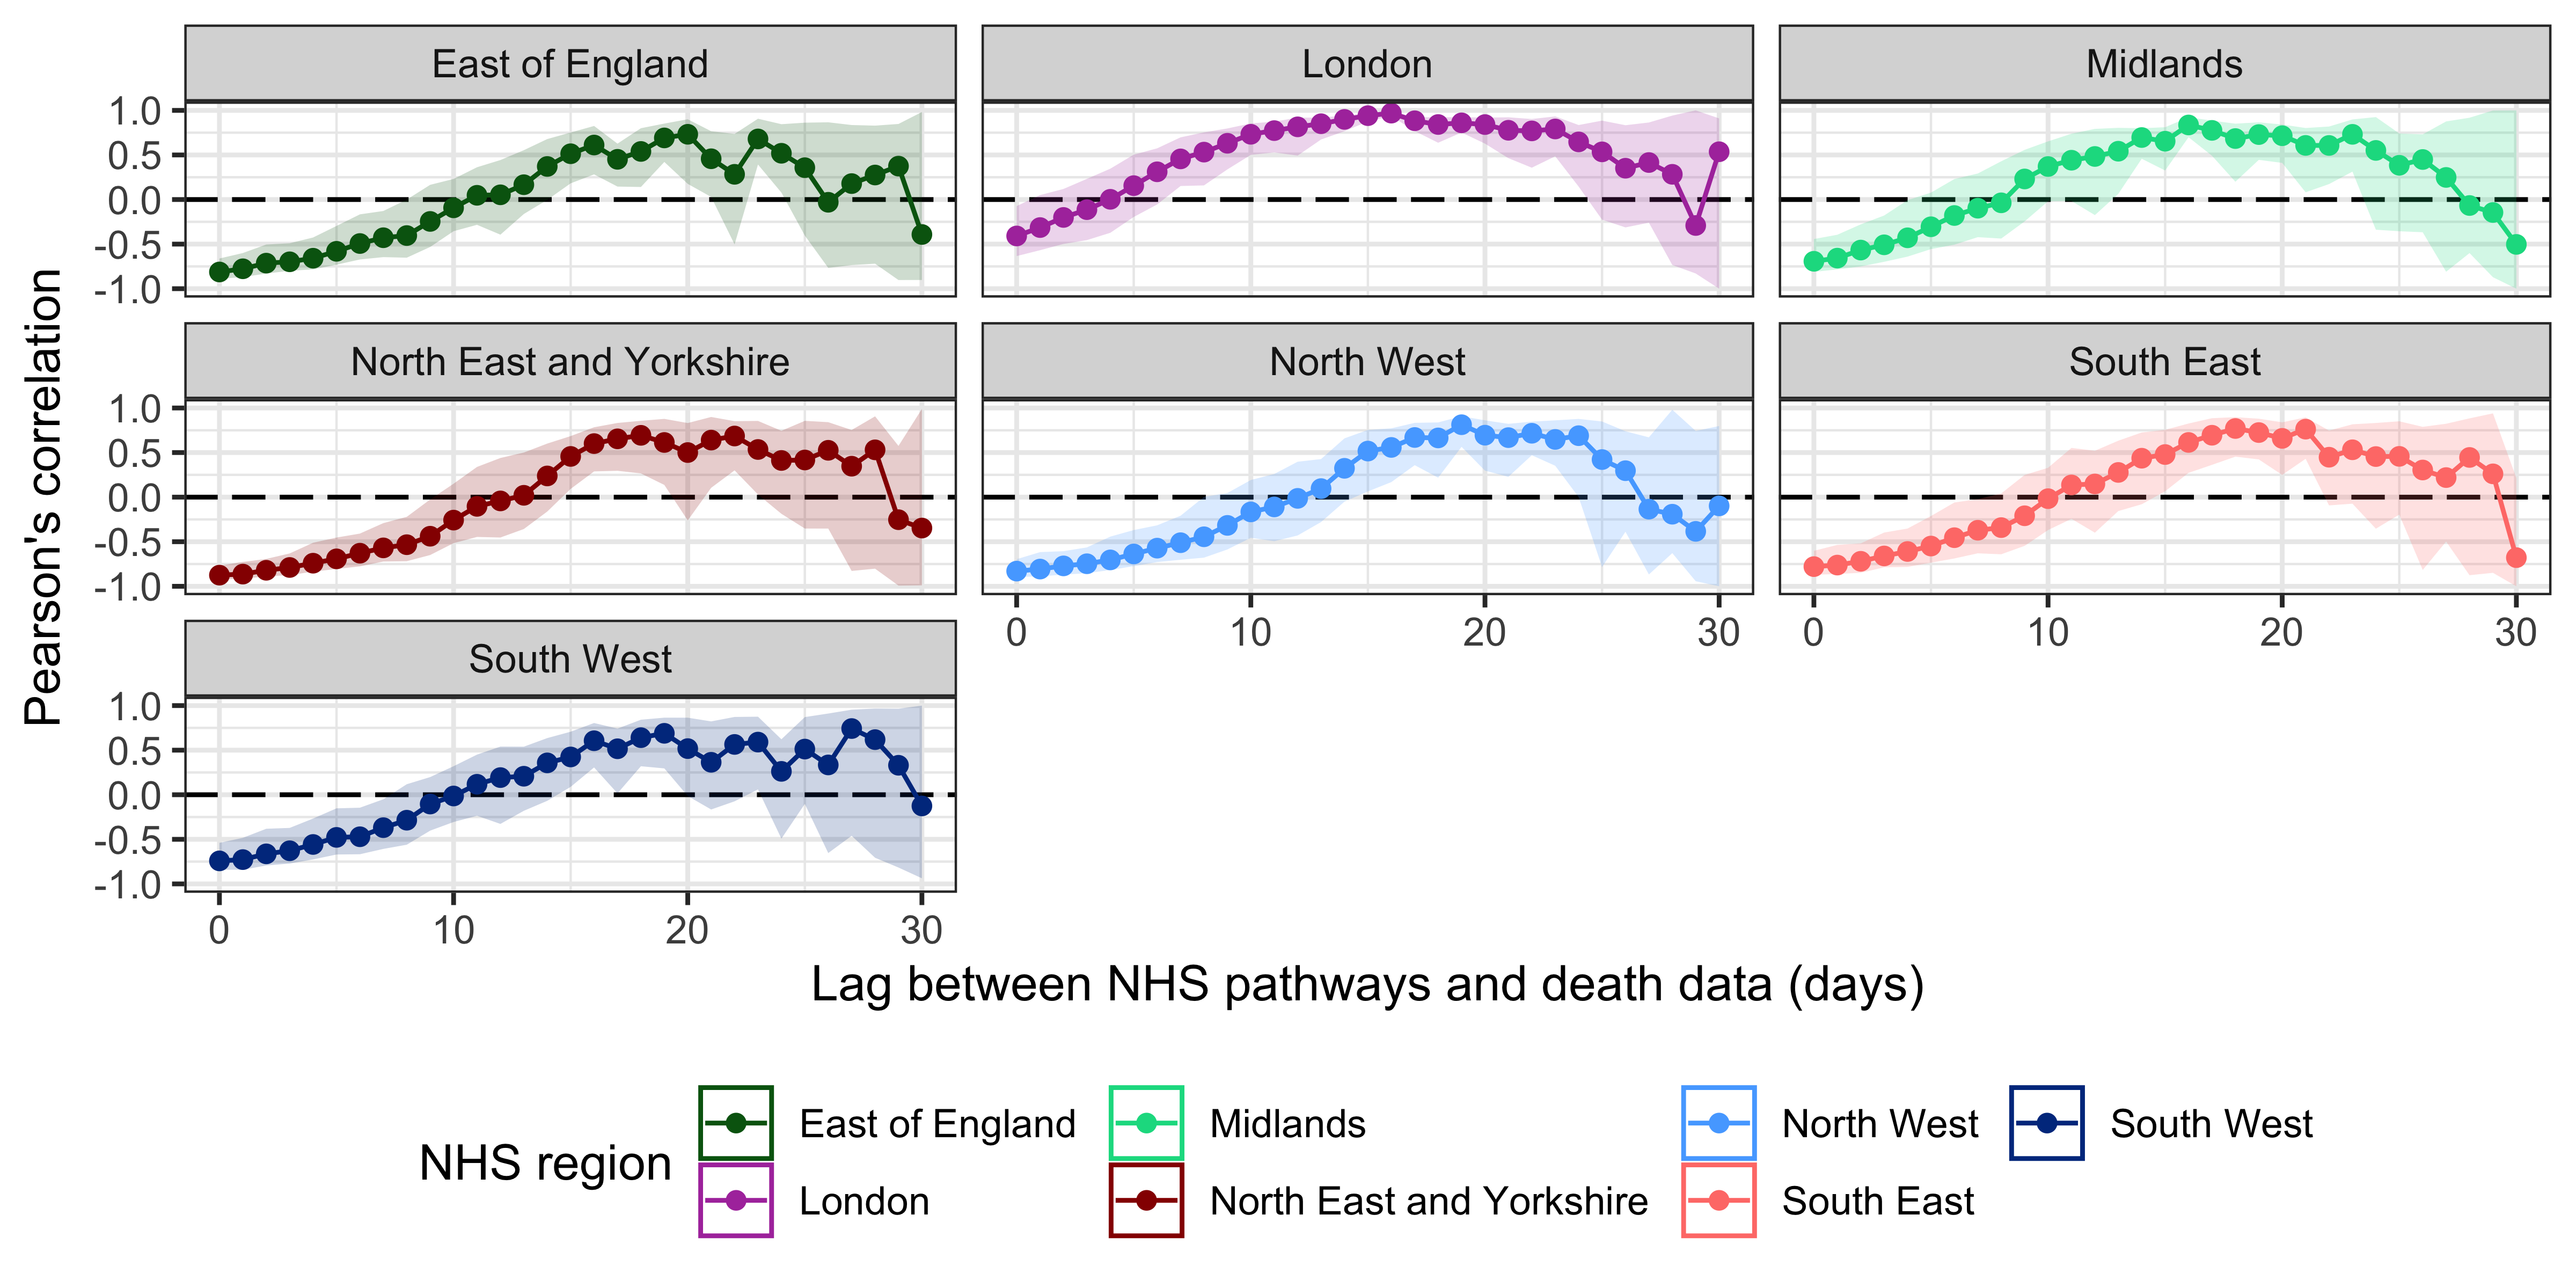 East of England
London
Midlands
1.0
0.5
0.0
-0.5
-1.0
North East and Yorkshire
North West
South East
1.0
0.5
0.0
-0.5
-1.0
0 10 20 30
0 10 20 30
South West
1.0
0.5
0.0
-0.5
-1.0
0 10 20 30
Pearson's correlation
Lag between NHS pathways and death data (days)
NHS region
East of England
Midlands
North West
South West
London
North East and Yorkshire
South East